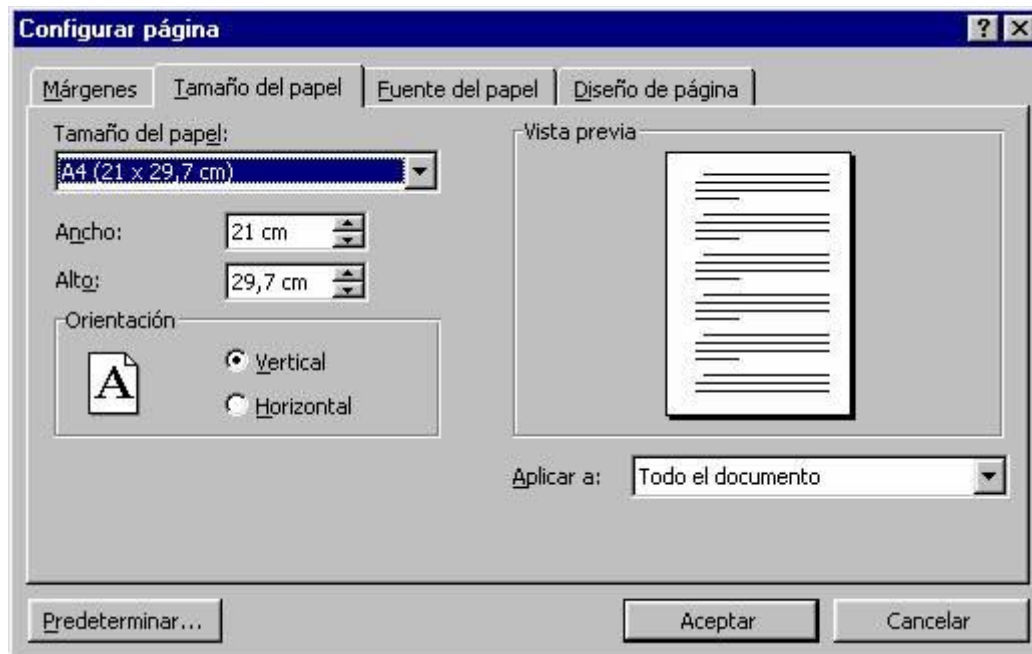 Configurar página
Márgenes Tamaño del papel Fuente del papel Diseño de página
Tamaño del papel:
A4 (21 x 29,7 cm)
Ancho: 21 cm
Alto: 29,7 cm
Orientación
A
Vertical
Horizontal
Vista previa
Aplicar a: Todo el documento
Predeterminar... Aceptar Cancelar